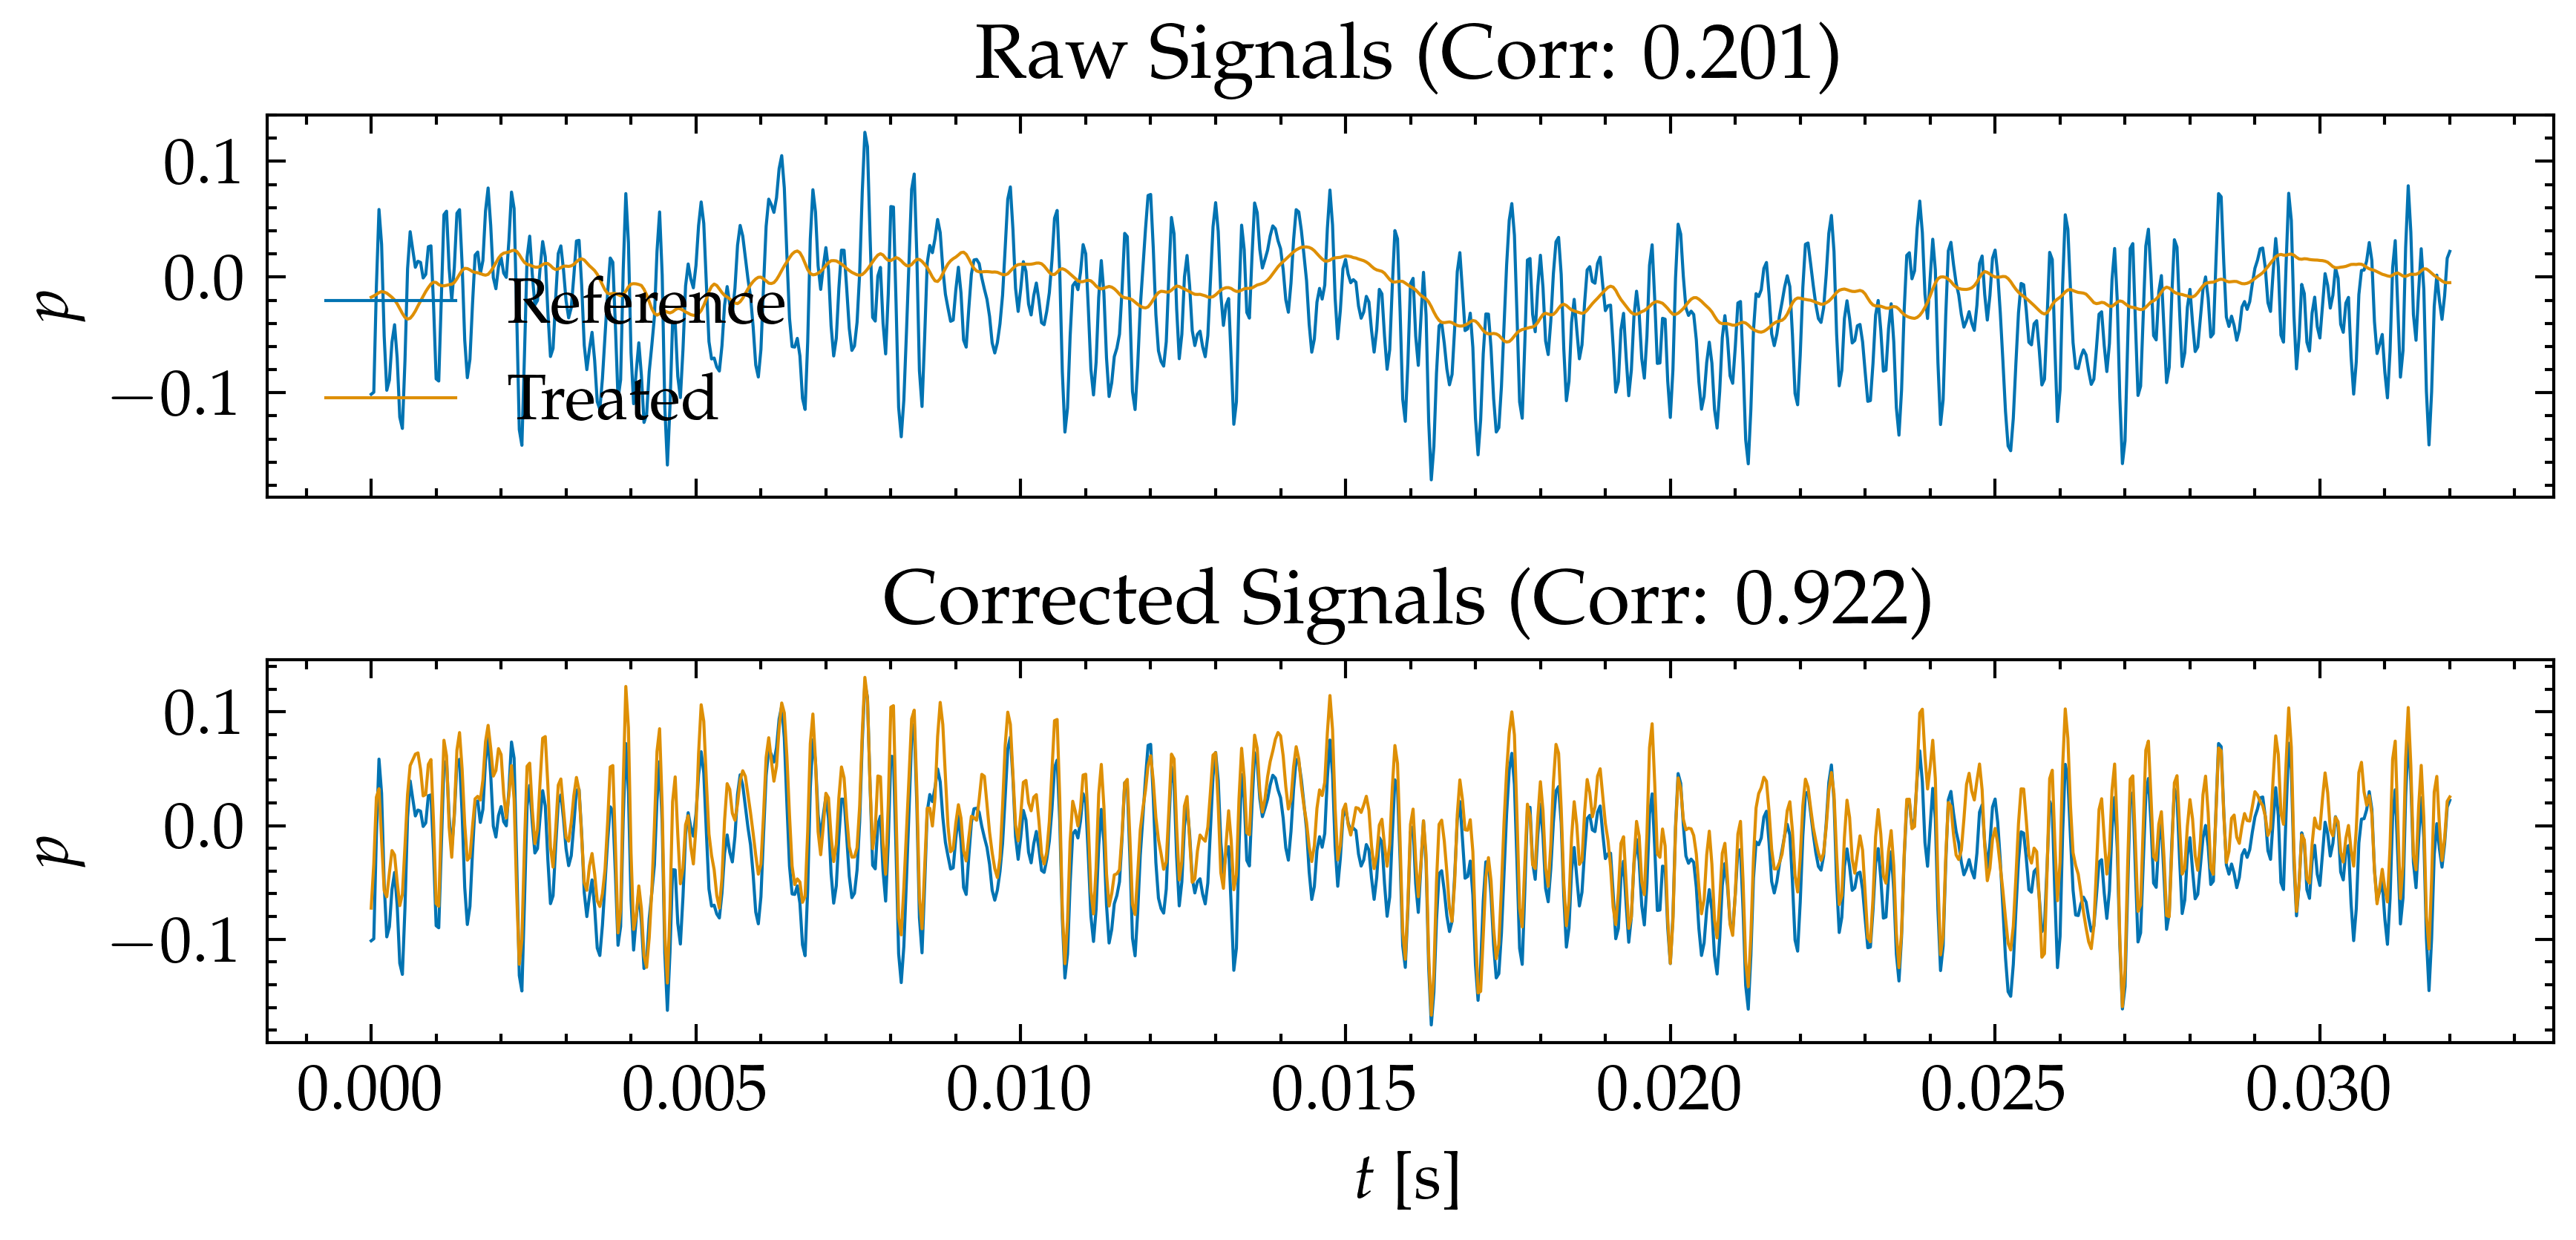 Raw Signals (Corr: 0.201)
0.1
0.0
−0.1
p
Reference
Treated
Corrected Signals (Corr: 0.922)
0.1
0.0
−0.1
p
0.000 0.005 0.010 0.015 0.020 0.025 0.030
t [s]